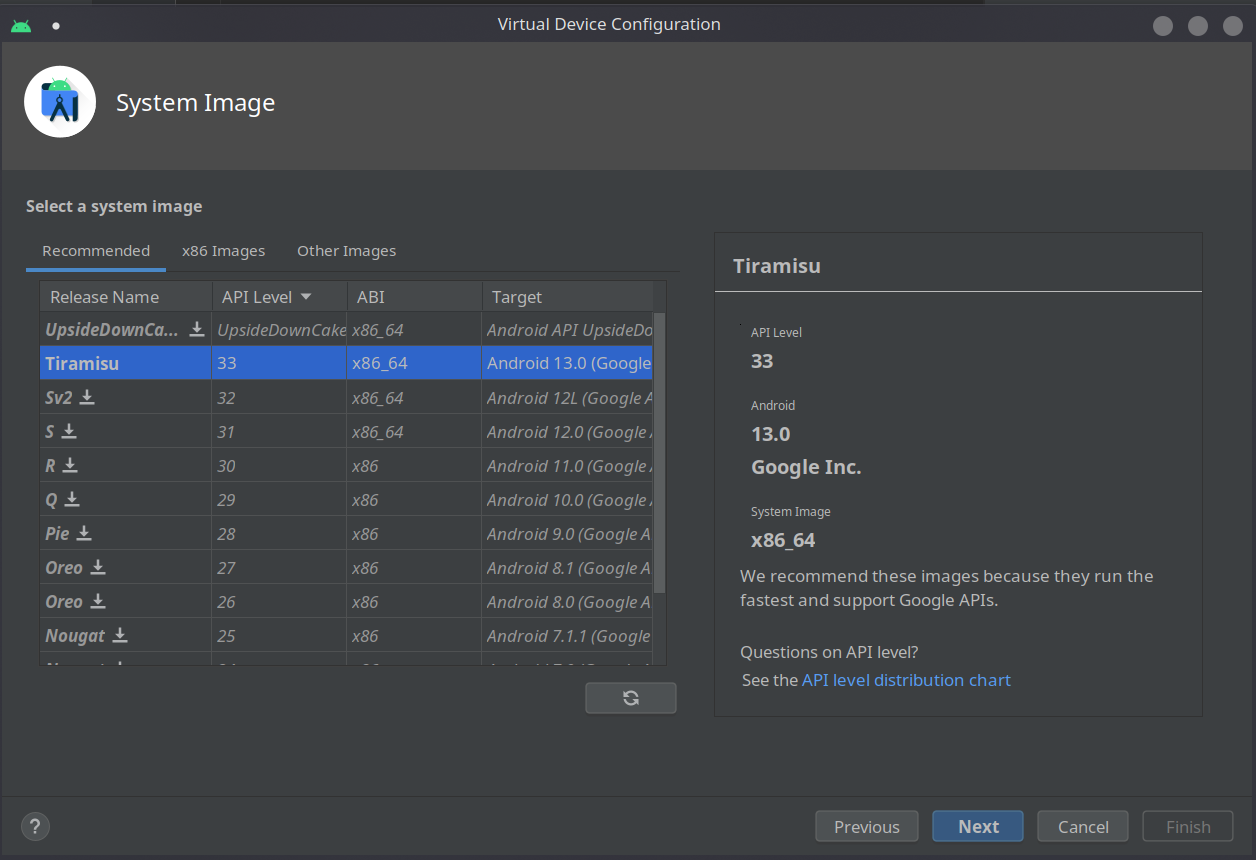 Virtual Device Configuration
System Image
Select a system image
Recommended x86 Images Other Images
Release Name API Level ABI Target
UpsideDownCa... UpsideDownCake x86_64 Android API UpsideDo
Tiramisu 33 x86_64 Android 13.0 (Google
Sv2 32 x86_64 Android 12L (Google A
S 31 x86_64 Android 12.0 (Google
R 30 x86 Android 11.0 (Google
Q 29 x86 Android 10.0 (Google
Pie 28 x86 Android 9.0 (Google A
Oreo 27 x86 Android 8.1 (Google A
Oreo 26 x86 Android 8.0 (Google A
Nougat 25 x86 Android 7.1.1 (Google
Tiramisu
API Level
33
Android
13.0
Google Inc.
System Image
x86_64
We recommend these images because they run the
fastest and support Google APIs.
Questions on API level?
See the API level distribution chart
? Previous Next Cancel Finish